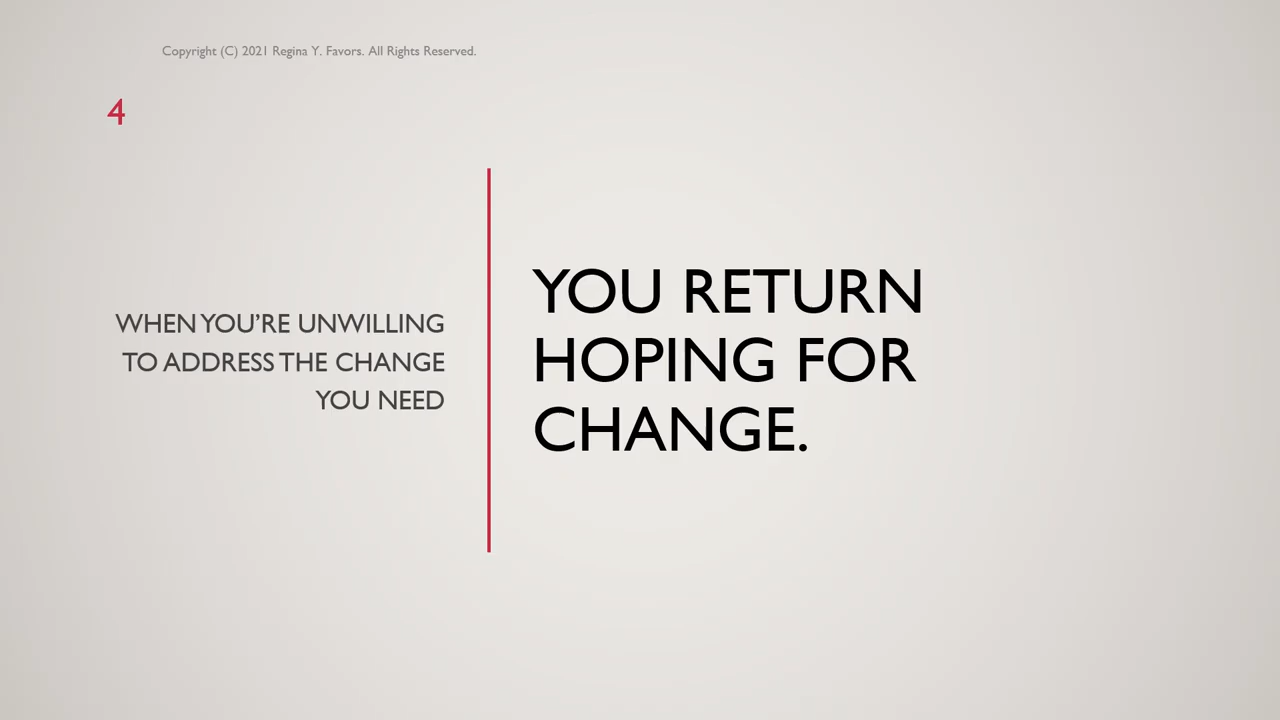 Copyright (C) 2021 Regina Y. Favors. All Rights Reserved.
4
WHEN YOU’RE UNWILLING
TO ADDRESS THE CHANGE
YOU NEED
YOU RETURN
HOPING FOR
CHANGE.